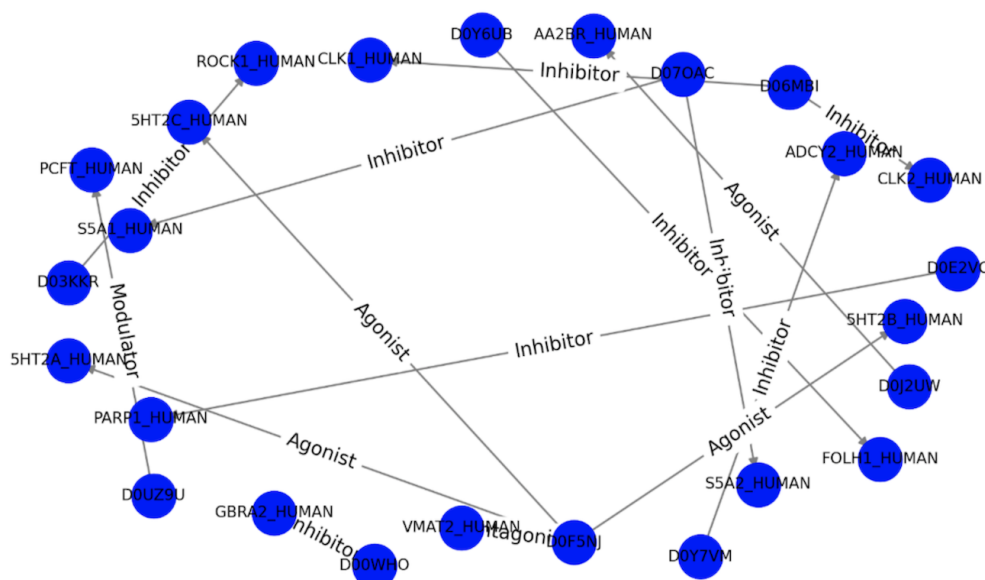 D0Y6UB
AA2BR_HUMAN
ROCK1_HUMAN
CLK1_HUMAN
Inhibitor
D07OAC
D06MBI
5HT2C_HUMAN
Inhibitor
ADCY2_HUMAN
Inhibitor
PCFT_HUMAN
Inhibitor
CLK2_HUMAN
S5A1_HUMAN
Agonist
Inhibitor
D0E2VC
D03KKR
Inhibitor
Modulator
Agonist
5HT2B_HUMAN
Inhibitor
Inhibitor
5HT2A_HUMAN
D0J2UW
PARP1_HUMAN
Agonist
Agonist
FOLH1_HUMAN
S5A2_HUMAN
D0UZ9U
GBRA2_HUMAN
VMAT2_HUMAN
D0F5NJ
D0Y7VM
D00WHO